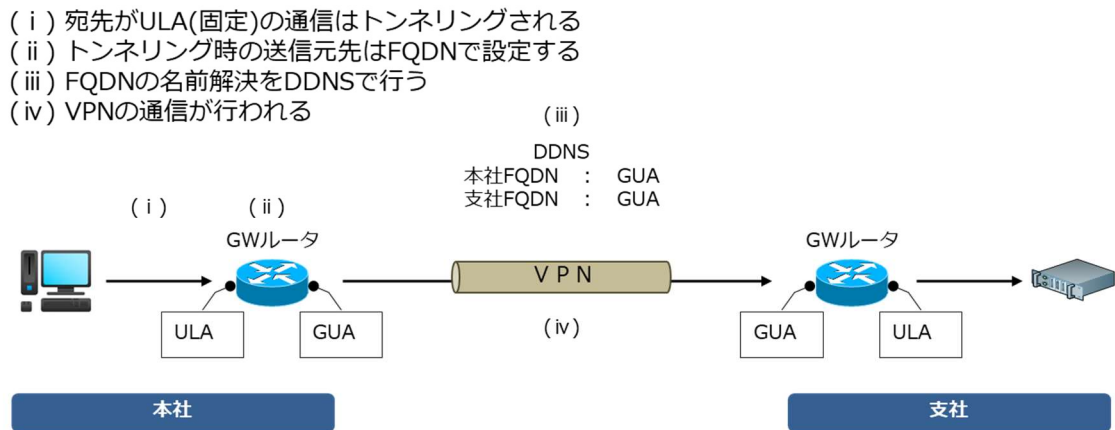 (ⅰ) 宛先がULA(固定)の通信はトンネリングされる
(ⅱ) トンネリング時の送信元先はFQDNで設定する
(ⅲ) FQDNの名前解決をDDNSで行う
(ⅳ) VPNの通信が行われる
(ⅲ)
DDNS
本社FQDN : GUA
支社FQDN : GUA
(ⅰ) (ⅱ)
GWルータ GWルータ
VPN
ULA GUA (ⅳ) GUA ULA
本社 支社